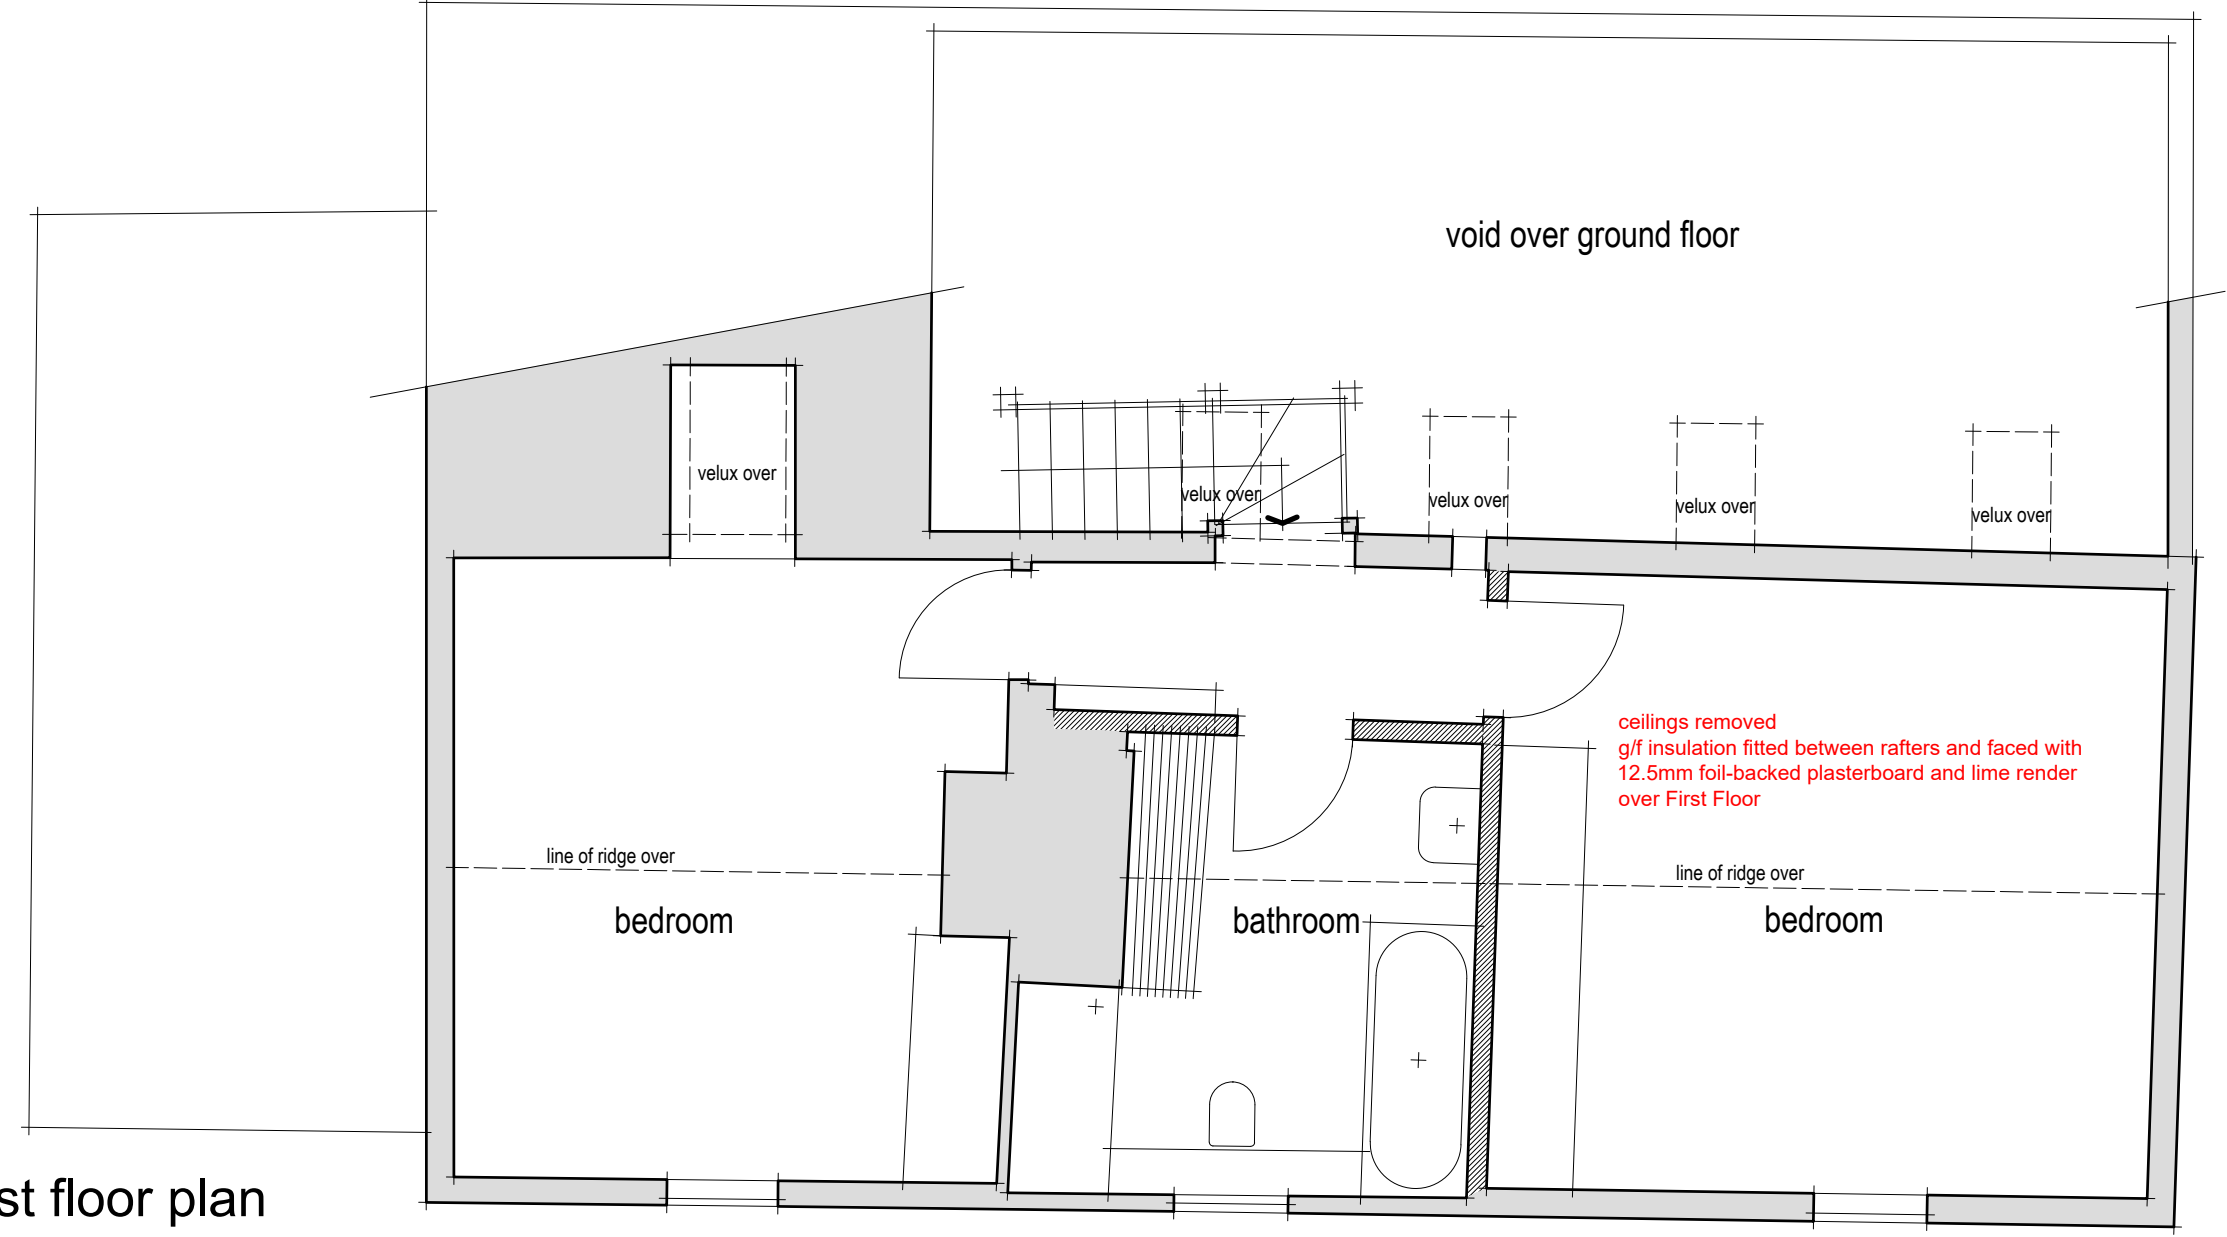 void over ground floor
velux over
velux over
velux over
velux over
velux over
ceilings removed
g/f insulation fitted between rafters and faced with
12.5mm foil-backed plasterboard and lime render
over First Floor
line of ridge over
line of ridge over
bedroom
bathroom
bedroom
st floor plan